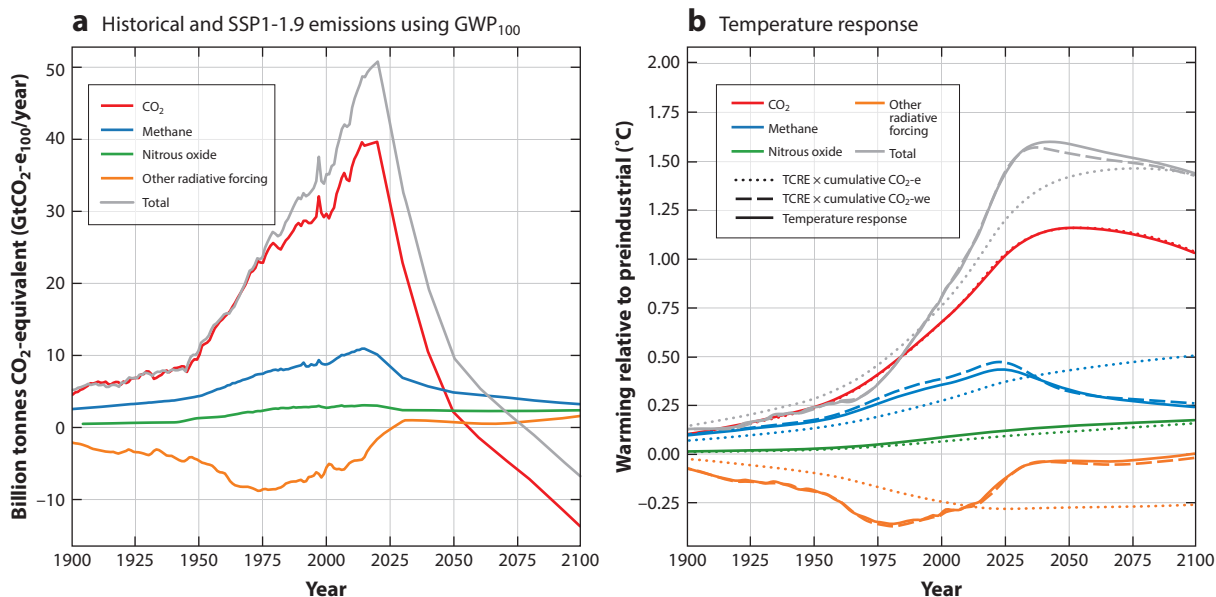 a Historical and SSP1-1.9 emissions using GWP₁₀₀
Billion tonnes CO₂-equivalent (GtCO₂-e₁₀₀/year)
50
40
30
20
10
0
−10
CO₂
Methane
Nitrous oxide
Other radiative forcing
Total
1900 1925 1950 1975 2000 2025 2050 2075 2100
Year
b Temperature response
Warming relative to preindustrial (˚C)
2.00
1.75
1.50
1.25
1.00
0.75
0.50
0.25
0.00
−0.25
CO₂
Methane
Nitrous oxide
Other
radiative
forcing
Total
TCRE × cumulative CO₂-e
TCRE × cumulative CO₂-we
Temperature response
1900 1925 1950 1975 2000 2025 2050 2075 2100
Year